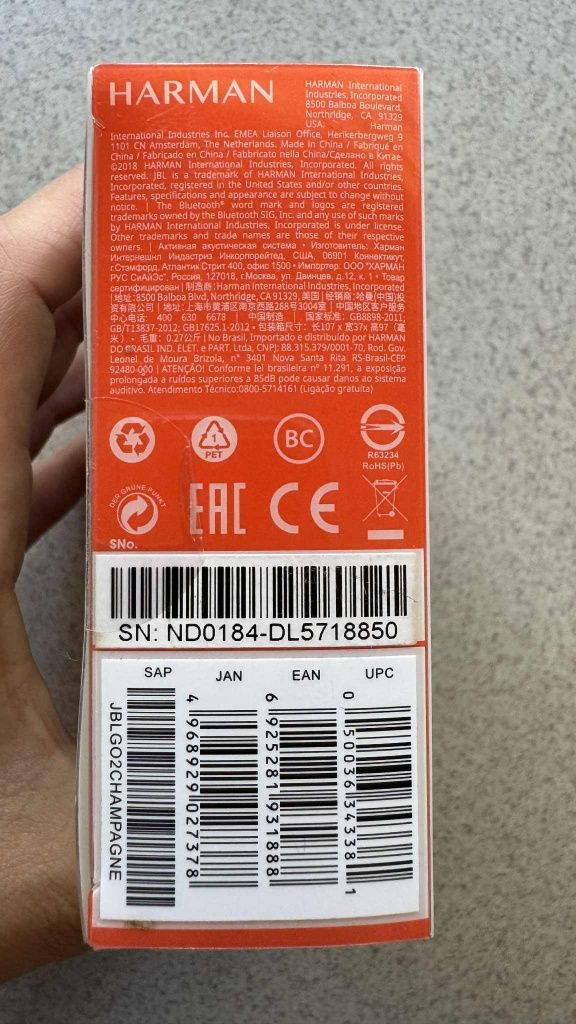 HARMAN
HARMAN International
Industries, Incorporated
8500 Balboa Boulevard,
Northridge, CA 91329
USA. Harman
International Industries Inc. EMEA Liaison Office, Herikerbergweg 9
1101 CN Amsterdam, The Netherlands. Made in China / Fabriqué en
China / Fabricado en China / Fabbricato nella China/Сделано в Китае.
©2018 HARMAN International Industries, Incorporated. All rights
reserved. JBL is a trademark of HARMAN International Industries,
Incorporated, registered in the United States and/or other countries.
Features, specifications and appearance are subject to change without
notice. | The Bluetooth® word mark and logos are registered
trademarks owned by the Bluetooth SIG, Inc. and any use of such marks
by HARMAN International Industries, Incorporated is under license.
Other trademarks and trade names are those of their respective
owners. | Активная акустическая система • Изготовитель: Харман
Интернешнл Индастриз Инкорпорейтед, США, 06901 Коннектикут,
г.Стэмфорд, Атлантик Стрит 400, офис 1500 • Импортер: ООО "ХАРМАН
РУС СиАйЭс", Россия, 127018, г.Москва, ул. Двинцев, д.12, к. 1 • Товар
сертифицирован | 制造商: Harman International Industries, Incorporated
| 地址: 8500 Balboa Blvd, Northridge, CA 91329, 美国 | 经销商: 哈曼(中国)投
资有限公司 | 地址: 上海市黄浦区南京西路288号3004室 | 中国地区客户服务
中心电话: 400 630 6678 | 中国制造 | 国家标准: GB8898-2011;
GB/T13837-2012; GB17625.1-2012 • 包装箱尺寸: 长107 x 宽37x 高97 (毫
米) • 毛重: 0.27公斤 | No Brasil, Importado e distribuído por HARMAN
DO BRASIL IND. ELET. e PART. Ltda, CNPJ: 88.315.379/0001-70, Rod. Gov.
Leonel de Moura Brizola, n° 3401 Nova Santa Rita RS-Brasil-CEP
92480-000 | ATENÇÃO! Conforme lei brasileira n° 11.291, a exposição
prolongada a ruídos superiores a 85dB pode causar danos ao sistema
auditivo. Atendimento Técnico:0800-5714161 (Ligação gratuita)
1
PET
BC
R63234
RoHS(Pb)
DER GRÜNE PUNKT
EAC
CE
SNo.
SN: ND0184-DL5718850
SAP
JBLGO2CHAMPAGNE
JAN
4 968929 027378
EAN
6 925281 931888
UPC
0 50036 34338 1